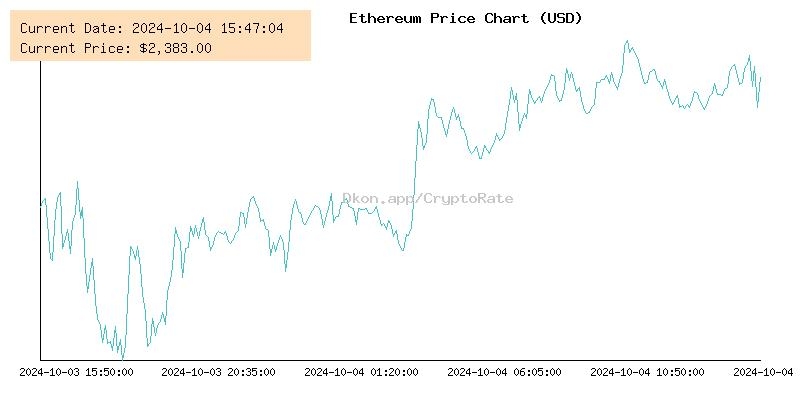 Ethereum Price Chart (USD)
Current Date: 2024-10-04 15:47:04
Current Price: $2,383.00
Dkon.app/CryptoRate
2024-10-03 15:50:00
2024-10-03 20:35:00
2024-10-04 01:20:00
2024-10-04 06:05:00
2024-10-04 10:50:00
2024-10-04